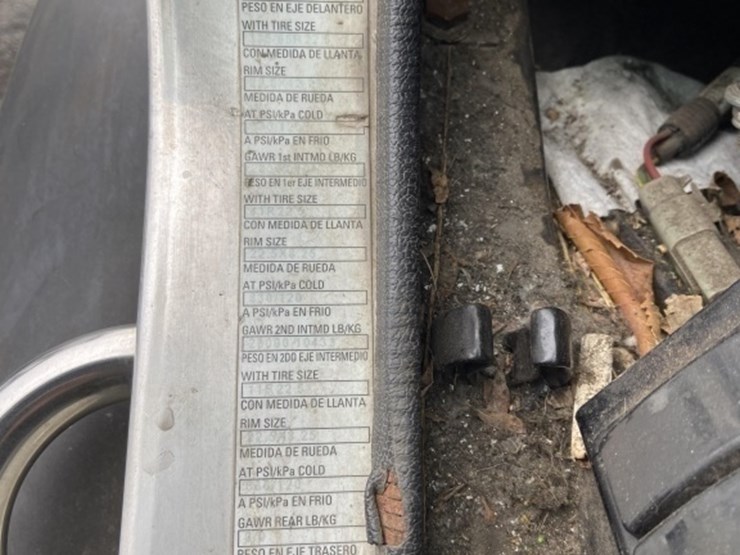 PESO EN EJE DELANTERO
WITH TIRE SIZE
CON MEDIDA DE LLANTA
RIM SIZE
MEDIDA DE RUEDA
AT PSI/kPa COLD
A PSI/kPa EN FRIO
GAWR 1st INTMD LB/KG
PESO EN 1er EJE INTERMEDIO
WITH TIRE SIZE
CON MEDIDA DE LLANTA
RIM SIZE
MEDIDA DE RUEDA
AT PSI/kPa COLD
A PSI/kPa EN FRIO
GAWR 2ND INTMD LB/KG
PESO EN 2DO EJE INTERMEDIO
WITH TIRE SIZE
CON MEDIDA DE LLANTA
RIM SIZE
MEDIDA DE RUEDA
AT PSI/kPa COLD
A PSI/kPa EN FRIO
GAWR REAR LB/KG
PESO EN EJE TRASERO